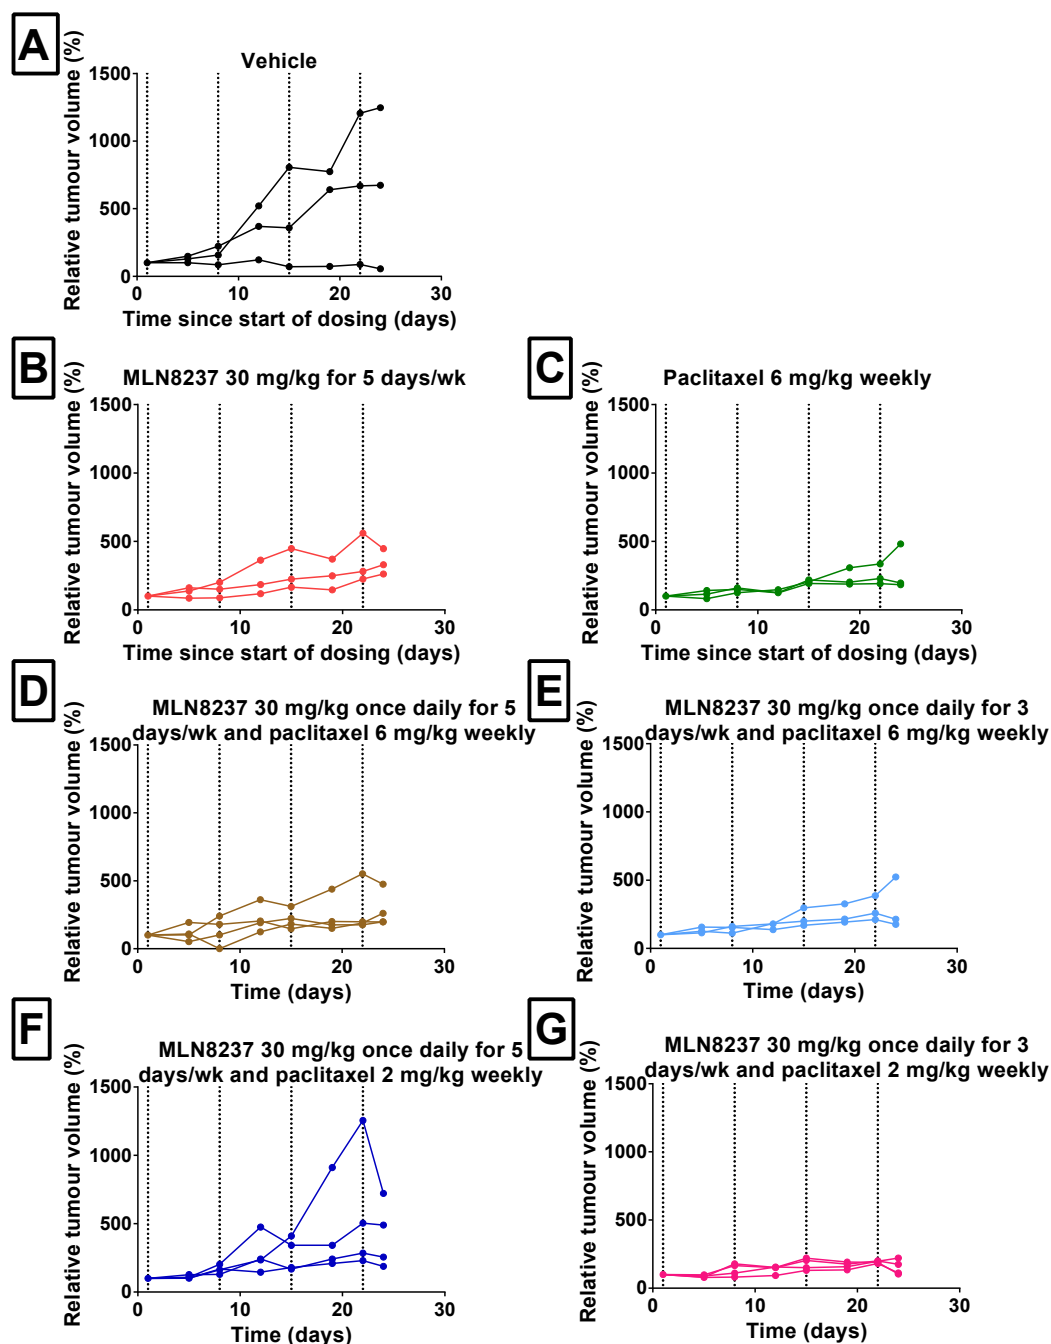 A
Vehicle
Relative tumour volume (%)
1500
1000
500
0
0 10 20 30
Time since start of dosing (days)
B
MLN8237 30 mg/kg for 5 days/wk
Relative tumour volume (%)
1500
1000
500
0
0 10 20 30
Time since start of dosing (days)
C
Paclitaxel 6 mg/kg weekly
Relative tumour volume (%)
1500
1000
500
0
0 10 20 30
Time since start of dosing (days)
D
MLN8237 30 mg/kg once daily for 5
days/wk and paclitaxel 6 mg/kg weekly
Relative tumour volume (%)
1500
1000
500
0
0 10 20 30
Time (days)
E
MLN8237 30 mg/kg once daily for 3
days/wk and paclitaxel 6 mg/kg weekly
Relative tumour volume (%)
1500
1000
500
0
0 10 20 30
Time (days)
F
MLN8237 30 mg/kg once daily for 5
days/wk and paclitaxel 2 mg/kg weekly
Relative tumour volume (%)
1500
1000
500
0
0 10 20 30
Time (days)
G
MLN8237 30 mg/kg once daily for 3
days/wk and paclitaxel 2 mg/kg weekly
Relative tumour volume (%)
1500
1000
500
0
0 10 20 30
Time (days)